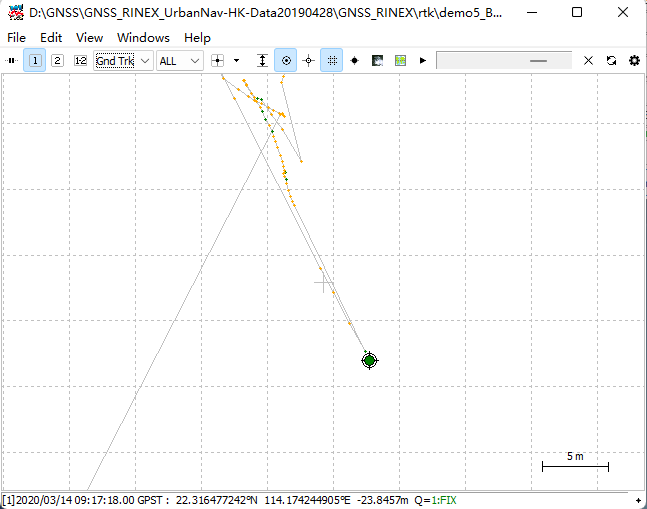 D:\GNSS\GNSS_RINEX_UrbanNav-HK-Data20190428\GNSS_RINEX\rtk\demo5_B...
File Edit View Windows
1 2 1-2 Gnd Trk ALL
5 m
[1]2020/03/14 09:17:18.00 GPST : 22.316477242°N 114.174244905°E -23.8457m Q=1:FIX